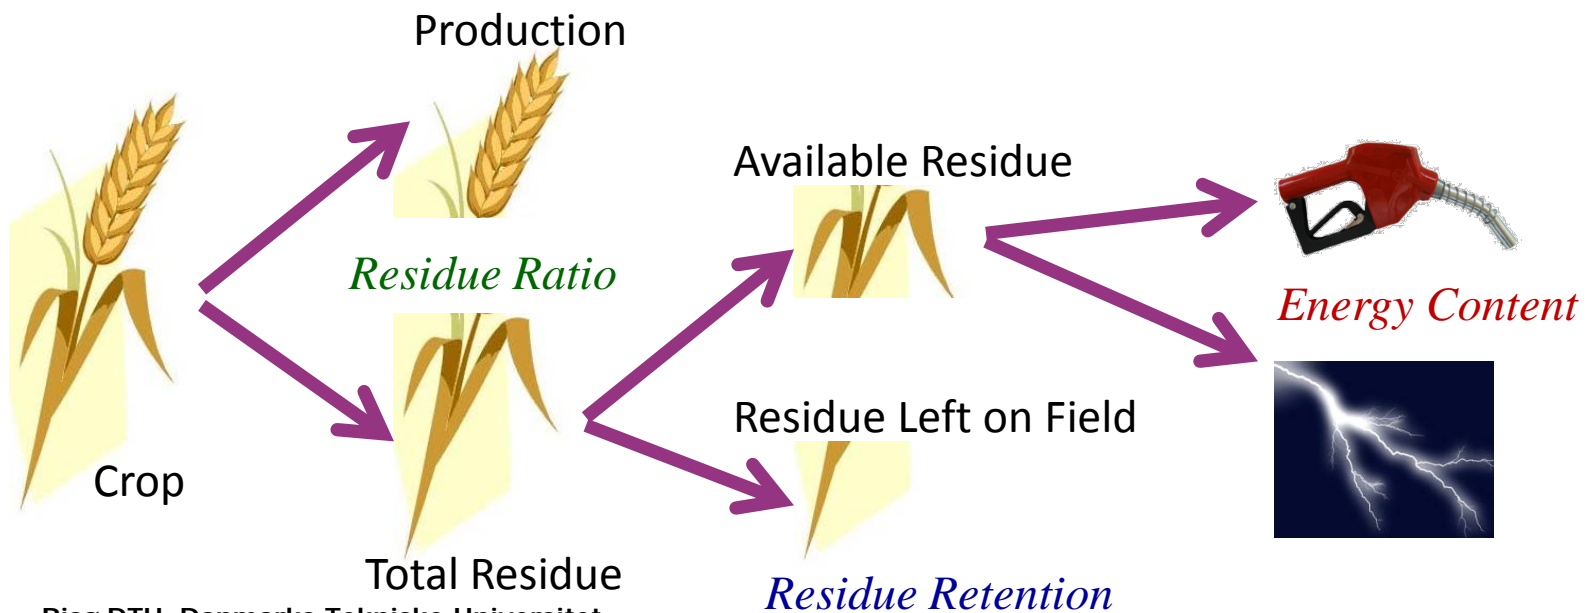 Production
Available Residue
Residue Ratio
Energy Content
Residue Left on Field
Crop
Total Residue
Residue Retention